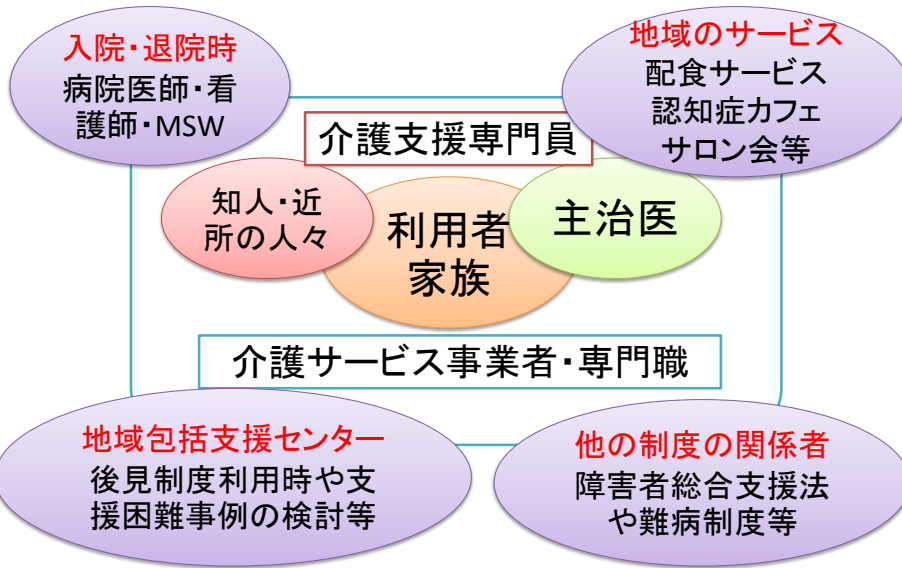 入院・退院時
病院医師・看
護師・MSW
地域のサービス
配食サービス
認知症カフェ
サロン会等
介護支援専門員
知人・近
所の人々
利用者
家族
主治医
介護サービス事業者・専門職
地域包括支援センター
後見制度利用時や支
援困難事例の検討等
他の制度の関係者
障害者総合支援法
や難病制度等